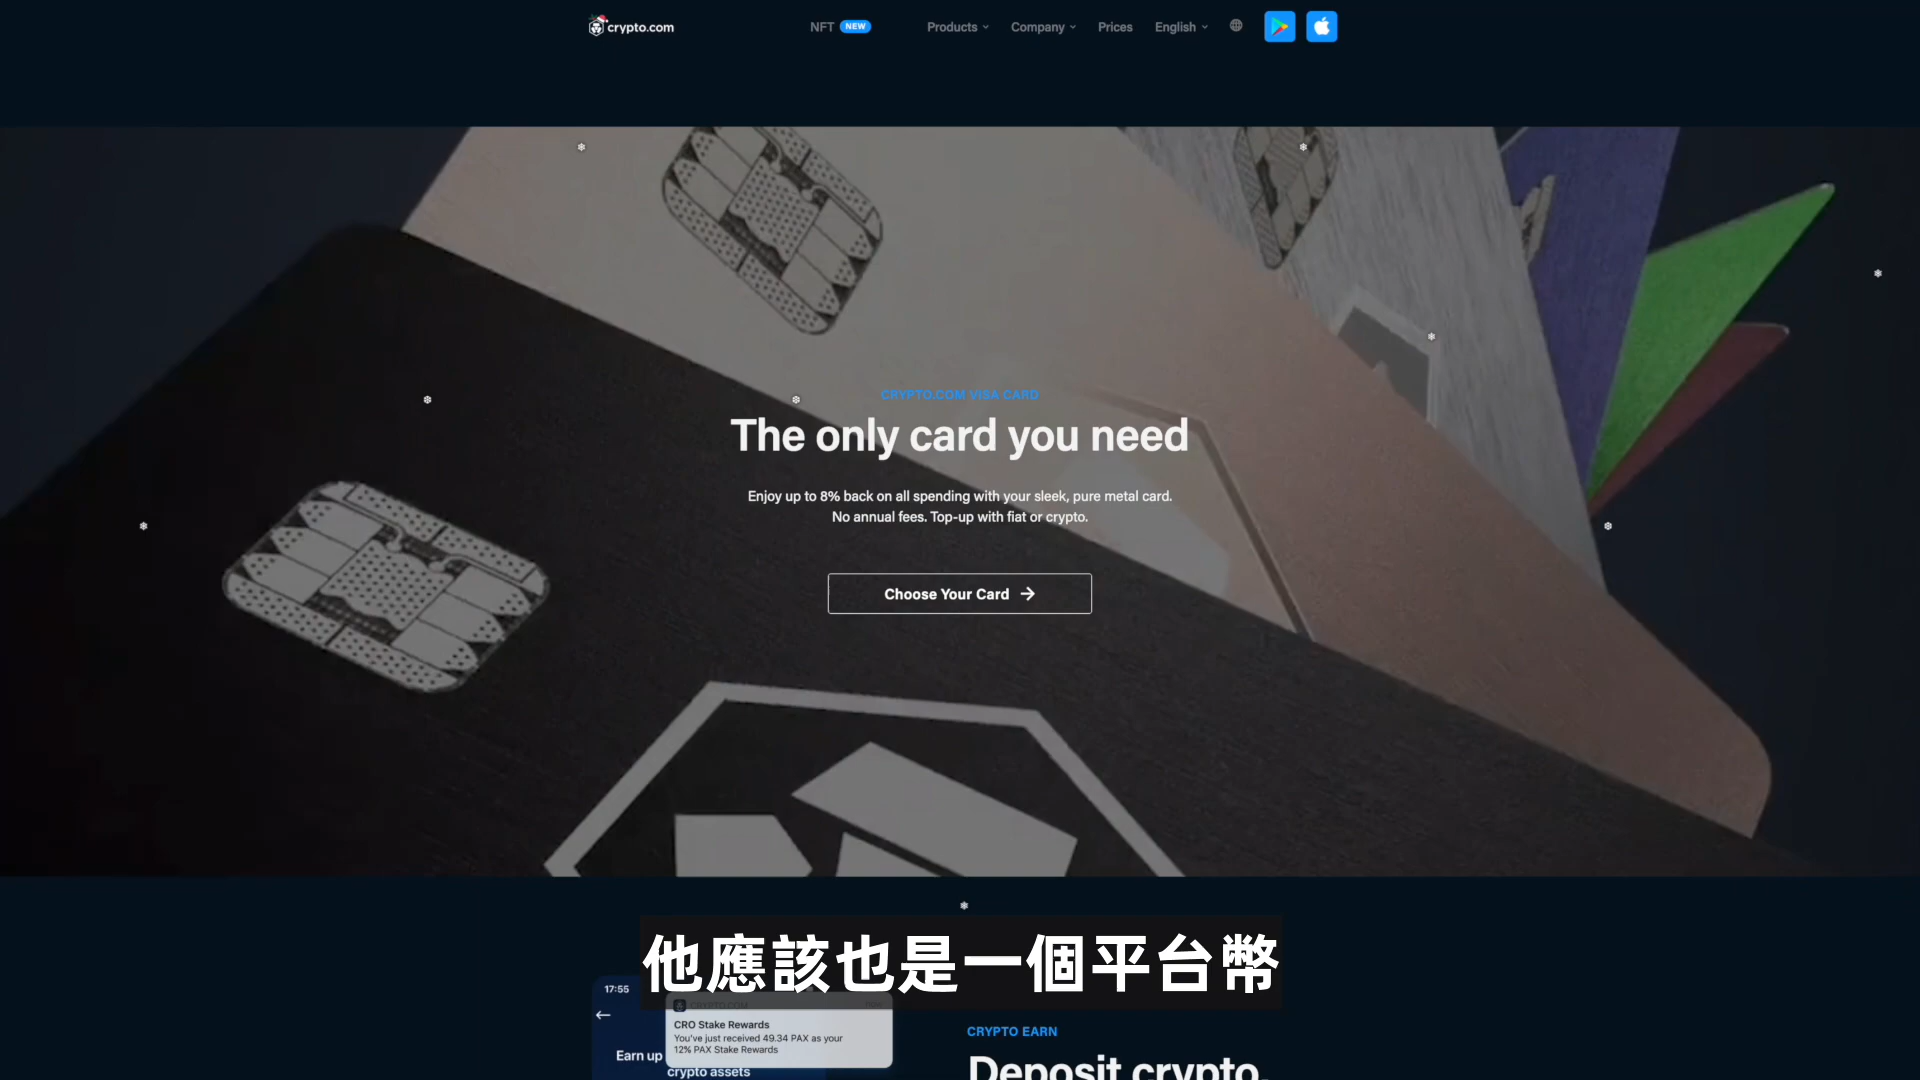 crypto.com
NFT NEW Products Company Prices English
CRYPTO.COM VISA CARD
The only card you need
Enjoy up to 8% back on all spending with your sleek, pure metal card.
No annual fees. Top-up with fiat or crypto.
Choose Your Card →
他應該也是一個平台幣
17:55
CRYPTO.COM
CRO Stake Rewards
You've just received 49.34 PAX as your
12% PAX Stake Rewards
Earn up
crypto assets
CRYPTO EARN
Deposit crypto.